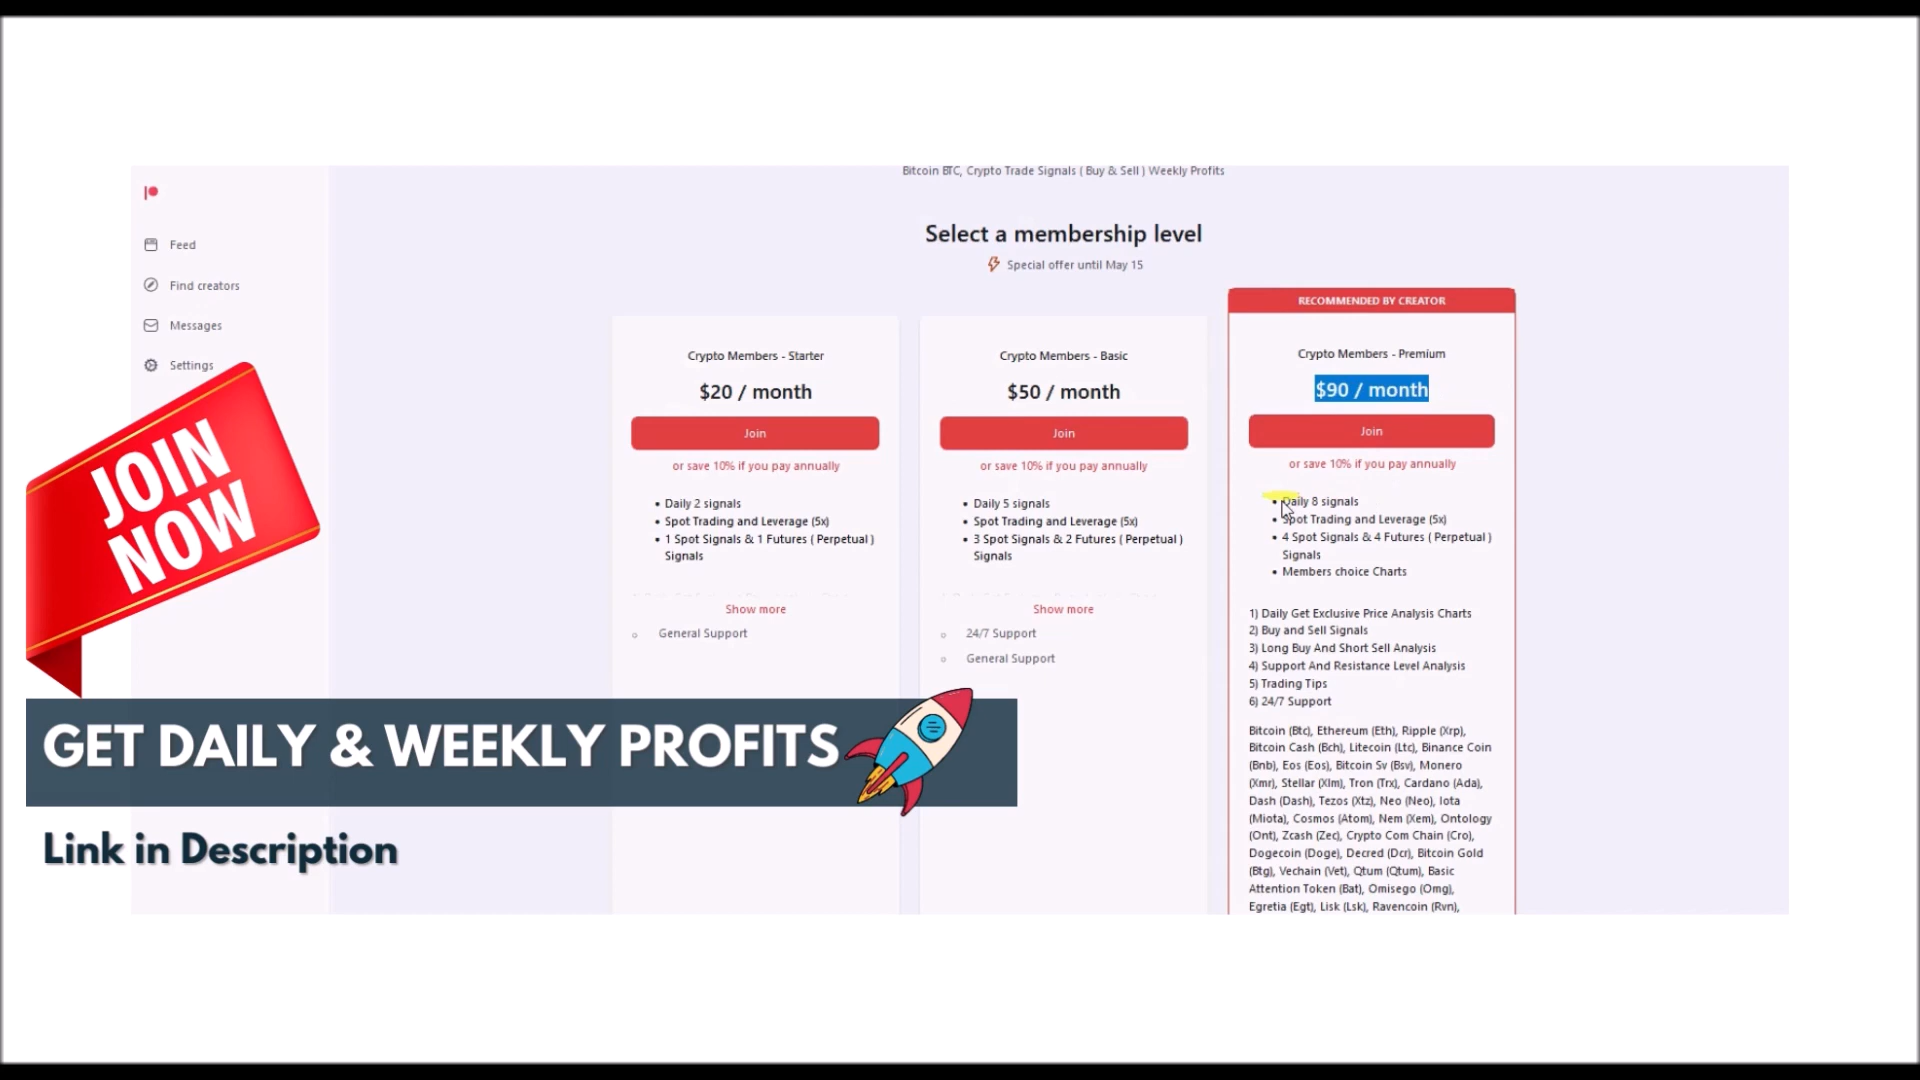 Bitcoin BTC, Crypto Trade Signals ( Buy & Sell ) Weekly Profits
Feed
Find creators
Messages
Settings
Select a membership level
Special offer until May 15
Crypto Members - Starter
$20 / month
Join
or save 10% if you pay annually
• Daily 2 signals
• Spot Trading and Leverage (5x)
• 1 Spot Signals & 1 Futures ( Perpetual )
Signals
Show more
General Support
Crypto Members - Basic
$50 / month
Join
or save 10% if you pay annually
• Daily 5 signals
• Spot Trading and Leverage (5x)
• 3 Spot Signals & 2 Futures ( Perpetual )
Signals
Show more
24/7 Support
General Support
RECOMMENDED BY CREATOR
Crypto Members - Premium
$90 / month
Join
or save 10% if you pay annually
• Daily 8 signals
• Spot Trading and Leverage (5x)
• 4 Spot Signals & 4 Futures ( Perpetual )
Signals
• Members choice Charts
1) Daily Get Exclusive Price Analysis Charts
2) Buy and Sell Signals
3) Long Buy And Short Sell Analysis
4) Support And Resistance Level Analysis
5) Trading Tips
6) 24/7 Support
Bitcoin (Btc), Ethereum (Eth), Ripple (Xrp),
Bitcoin Cash (Bch), Litecoin (Ltc), Binance Coin
(Bnb), Eos (Eos), Bitcoin Sv (Bsv), Monero
(Xmr), Stellar (Xlm), Tron (Trx), Cardano (Ada),
Dash (Dash), Tezos (Xtz), Neo (Neo), Iota
(Miota), Cosmos (Atom), Nem (Xem), Ontology
(Ont), Zcash (Zec), Crypto Com Chain (Cro),
Dogecoin (Doge), Decred (Dcr), Bitcoin Gold
(Btg), Vechain (Vet), Qtum (Qtum), Basic
Attention Token (Bat), Omisego (Omg),
Egretia (Egt), Lisk (Lsk), Ravencoin (Rvn),
JOIN
NOW
GET DAILY & WEEKLY PROFITS
Link in Description